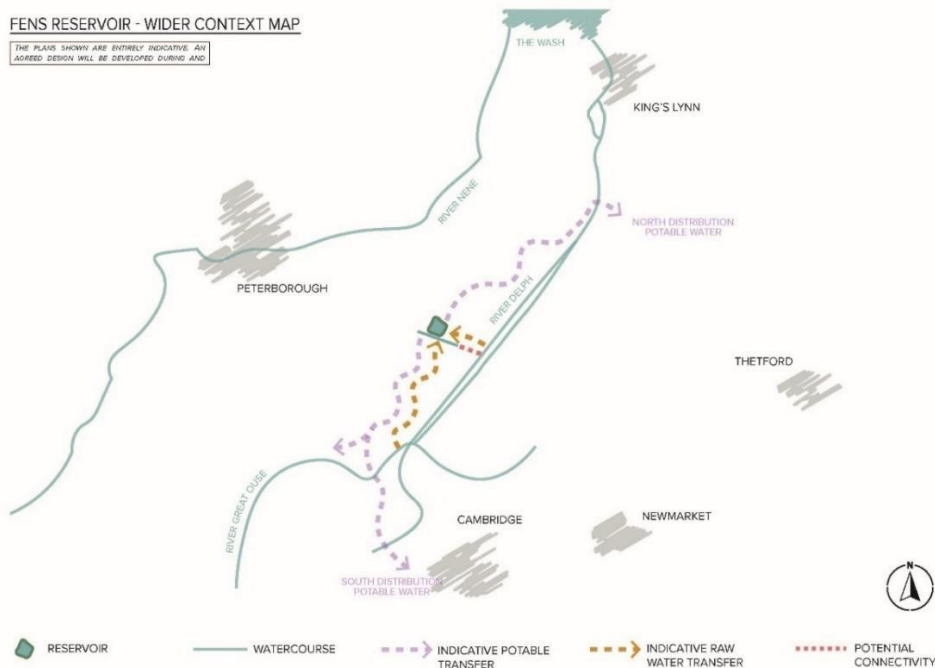 FENS RESERVOIR - WIDER CONTEXT MAP
THE PLANS SHOWN ARE ENTIRELY INDICATIVE. AN
AGREED DESIGN WILL BE DEVELOPED DURING AND
THE WASH
KING'S LYNN
RIVER NENE
NORTH DISTRIBUTION
POTABLE WATER
PETERBOROUGH
RIVER DELPH
THETFORD
RIVER GREAT OUSE
CAMBRIDGE
NEWMARKET
SOUTH DISTRIBUTION
POTABLE WATER
N
RESERVOIR
WATERCOURSE
INDICATIVE POTABLE
TRANSFER
INDICATIVE RAW
WATER TRANSFER
POTENTIAL
CONNECTIVITY